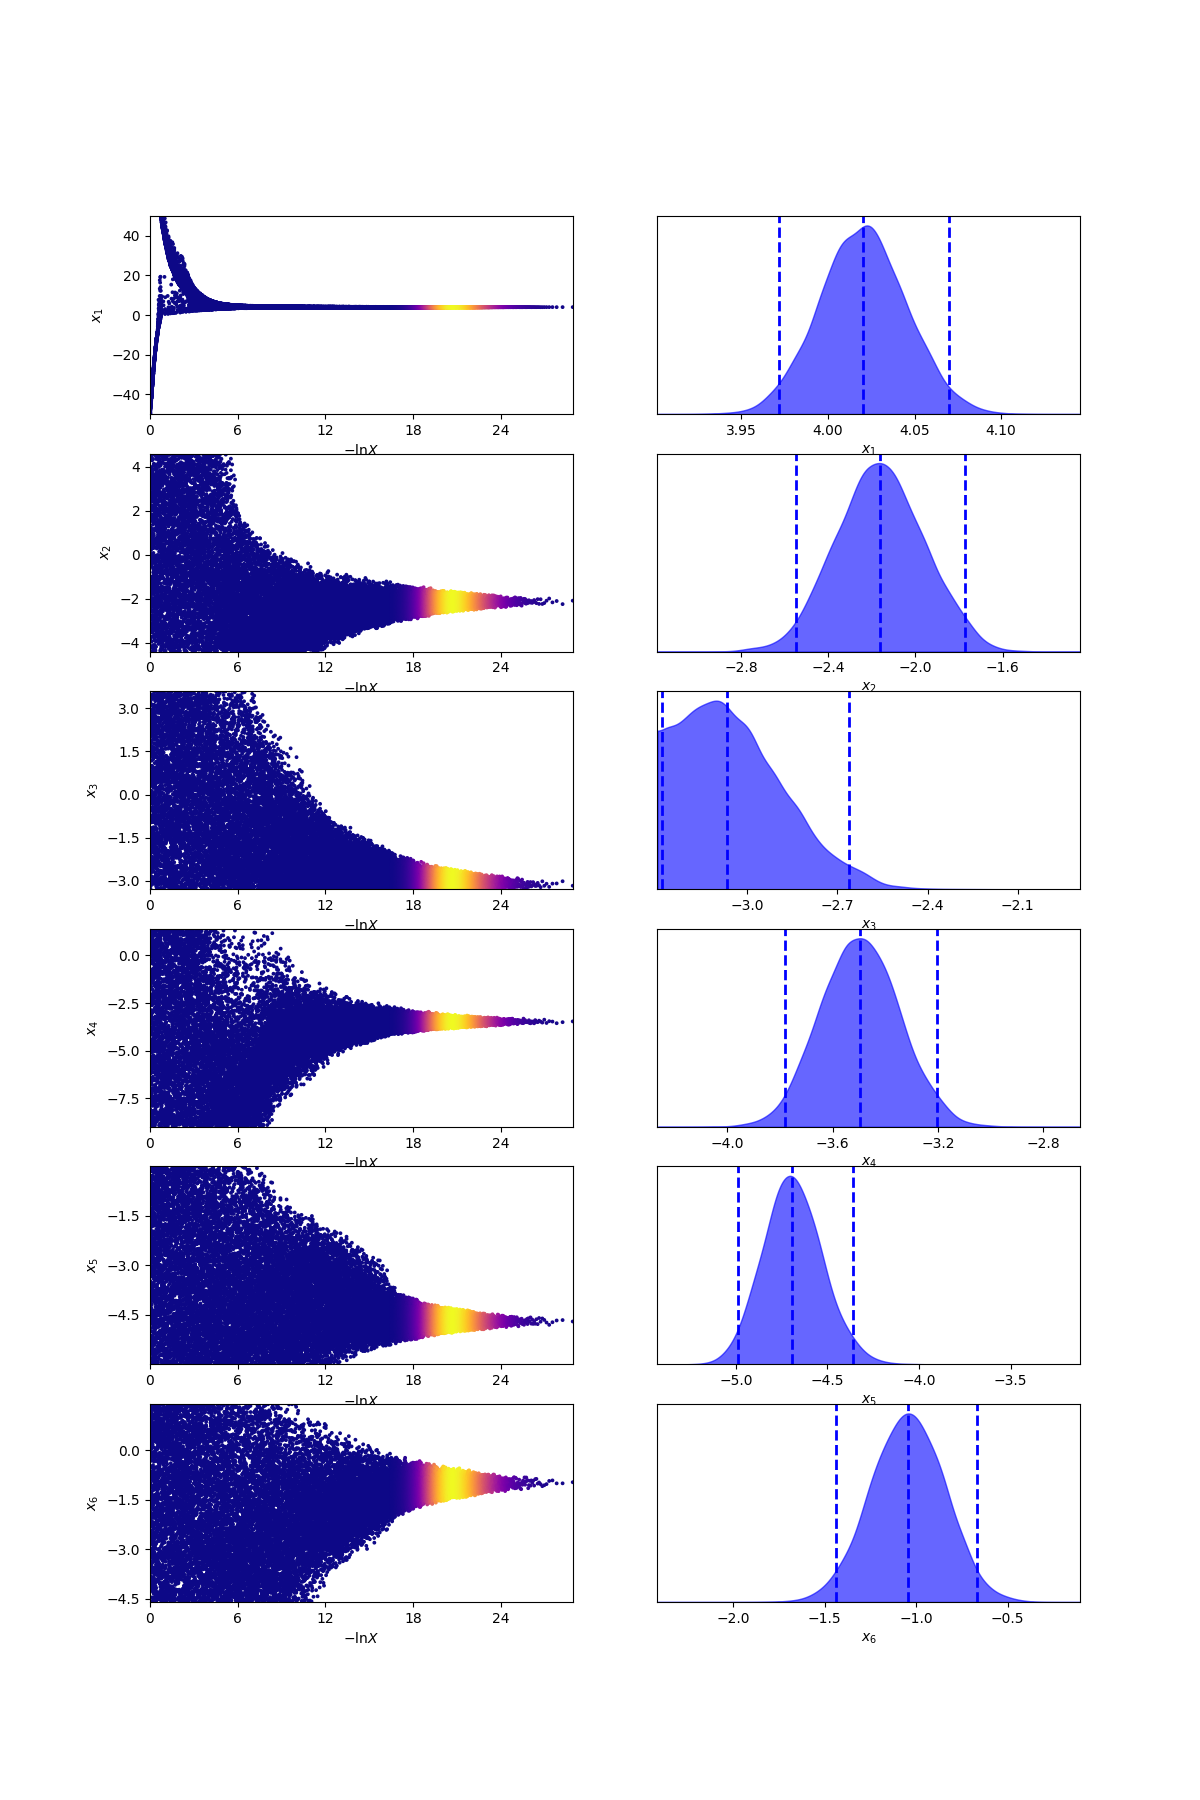 40
20
0
−20
−40
x₁
0 6 12 18 24
−lnX
3.95 4.00 4.05 4.10
x₁
4
2
0
−2
−4
x₂
0 6 12 18 24
−lnX
−2.8 −2.4 −2.0 −1.6
x₂
3.0
1.5
0.0
−1.5
−3.0
x₃
0 6 12 18 24
−lnX
−3.0 −2.7 −2.4 −2.1
x₃
0.0
−2.5
−5.0
−7.5
x₄
0 6 12 18 24
−lnX
−4.0 −3.6 −3.2 −2.8
x₄
−1.5
−3.0
−4.5
x₅
0 6 12 18 24
−lnX
−5.0 −4.5 −4.0 −3.5
x₅
0.0
−1.5
−3.0
−4.5
x₆
0 6 12 18 24
−lnX
−2.0 −1.5 −1.0 −0.5
x₆